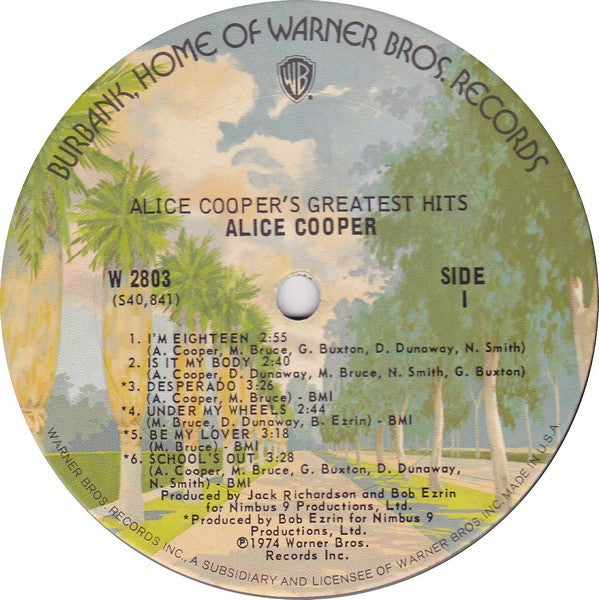 BURBANK, HOME OF WARNER BROS. RECORDS
WB
ALICE COOPER'S GREATEST HITS
ALICE COOPER
W 2803
(S40,841)
SIDE
1
1. I'M EIGHTEEN 2:55
(A. Cooper, M. Bruce, G. Buxton, D. Dunaway, N. Smith)
2. IS IT MY BODY 2:40
(A. Cooper, D. Dunaway, M. Bruce, N. Smith, G. Buxton)
*3. DESPERADO 3:26
(A. Cooper, M. Bruce) - BMI
*4. UNDER MY WHEELS 2:44
(M. Bruce, D. Dunaway, B. Ezrin) - BMI
*5. BE MY LOVER 3:18
(M. Bruce) - BMI
*6. SCHOOL'S OUT! 3:28
(A. Cooper, M. Bruce, G. Buxton, D. Dunaway,
N. Smith) - BMI
Produced by Jack Richardson and Bob Ezrin
for Nimbus 9 Productions, Ltd.
*Produced by Bob Ezrin for Nimbus 9
Productions, Ltd.
℗1974 Warner Bros.
Records Inc.
WARNER BROS. RECORDS INC., A SUBSIDIARY AND LICENSEE OF WARNER BROS. INC. MADE IN U.S.A.